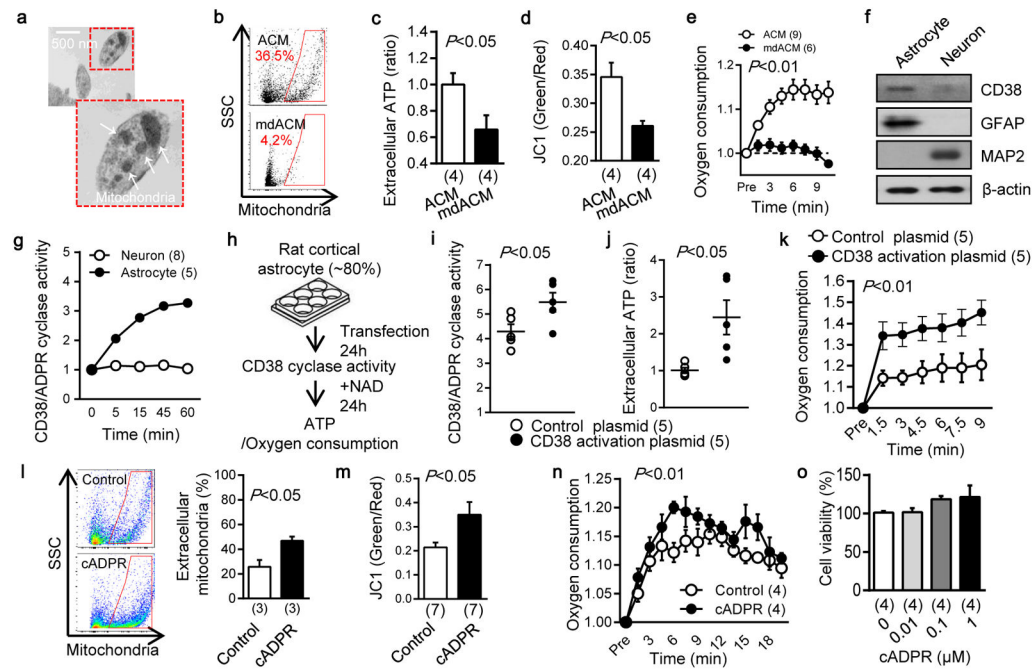 a
500 nm
Mitochondria
b
ACM
36.5%
mdACM
4.2%
SSC
Mitochondria
c
P<0.05
Extracellular ATP (ratio)
1.4
1.2
1.0
0.8
0.6
0.4
0
(4) (4)
ACM
mdACM
d
P<0.05
JC1 (Green/Red)
0.40
0.35
0.30
0.25
0.20
(4) (4)
ACM
mdACM
e
ACM (9)
mdACM (6)
P<0.01
Oxygen consumption
1.2
1.1
1.0
Pre 3 6 9
Time (min)
f
Astrocyte
Neuron
CD38
GFAP
MAP2
β-actin
g
Neuron (8)
Astrocyte (5)
CD38/ADPR cyclase activity
5
4
3
2
1
0
0 5 15 45 60
Time (min)
h
Rat cortical
astrocyte (~80%)
Transfection
24h
CD38 cyclase activity
+NAD
24h
ATP
/Oxygen consumption
i
P<0.05
CD38/ADPR cyclase activity
7
6
5
4
3
2
1
j
P<0.05
Extracellular ATP (ratio)
4
3
2
1
0
Control plasmid (5)
CD38 activation plasmid (5)
k
Control plasmid (5)
CD38 activation plasmid (5)
P<0.01
Oxygen consumption
1.5
1.4
1.3
1.2
1.1
1.0
Pre 1.5 3 4.5 6 7.5 9
Time (min)
l
Control
cADPR
SSC
Mitochondria
P<0.05
Extracellular
mitochondria (%)
100
80
60
40
20
0
(3) (3)
Control
cADPR
m
P<0.05
JC1 (Green/Red)
0.5
0.4
0.3
0.2
0.1
0
(7) (7)
Control
cADPR
n
P<0.01
Oxygen consumption
1.25
1.20
1.15
1.10
1.05
1.00
Control (4)
cADPR (4)
Pre 3 6 9 12 15 18
Time (min)
o
Cell viability (%)
150
100
50
0
(4) (4) (4) (4)
0 0.01 0.1 1
cADPR (μM)